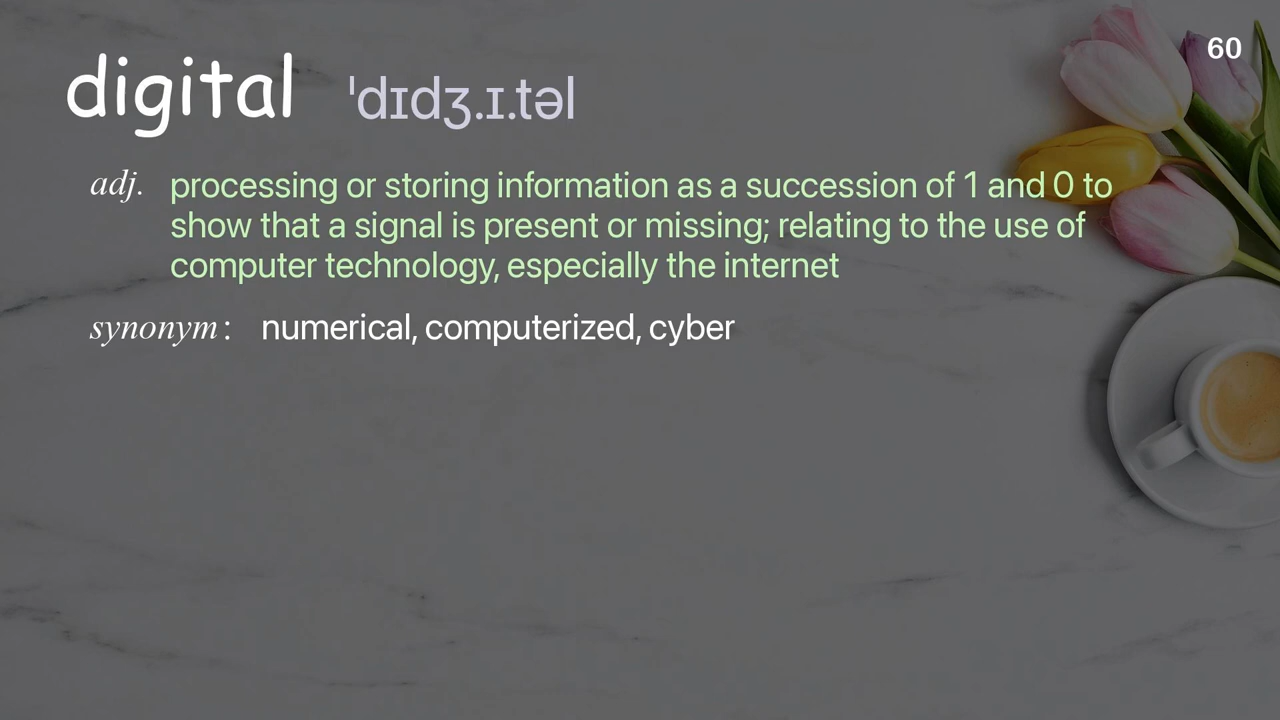 60
digital ˈdɪdʒ.ɪ.təl
adj. processing or storing information as a succession of 1 and 0 to
show that a signal is present or missing; relating to the use of
computer technology, especially the internet
synonym: numerical, computerized, cyber